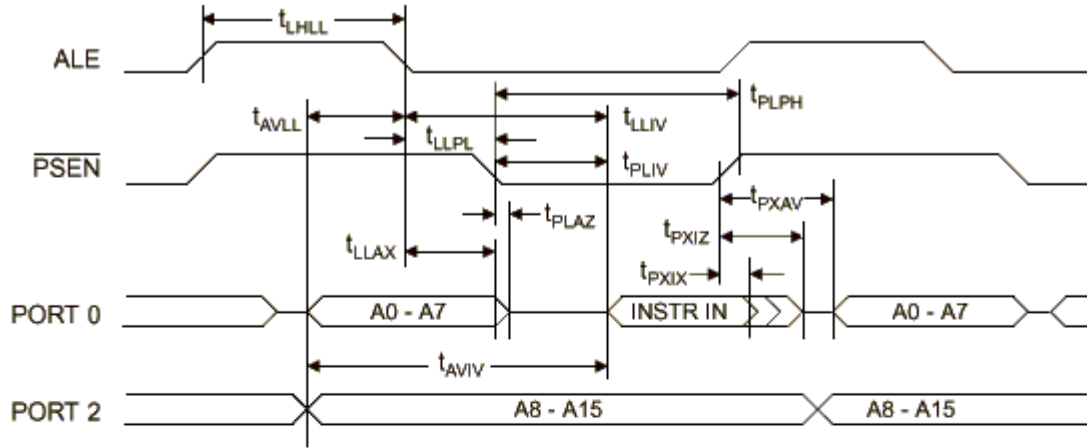 tLHLL
ALE
tPLPH
tAVLL
tLLIV
tLLPL
PSEN
tPLIV
tPXAV
tPLAZ
tPXIZ
tLLAX
tPXIX
PORT 0
A0 - A7
INSTR IN
A0 - A7
tAVIV
PORT 2
A8 - A15
A8 - A15